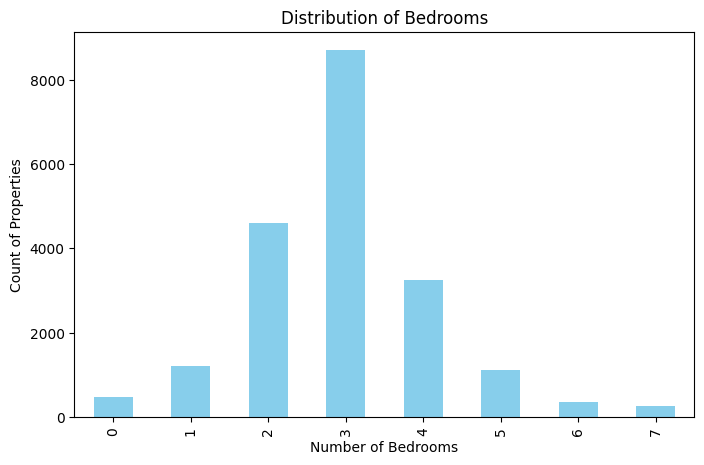 Distribution of Bedrooms
8000
6000
4000
2000
0
Count of Properties
0 1 2 3 4 5 6 7
Number of Bedrooms